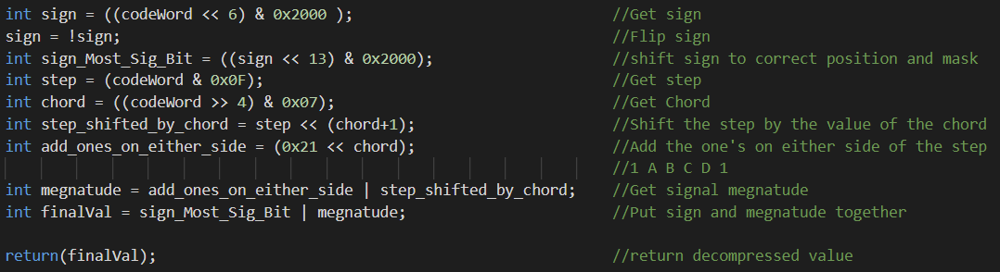 int sign = ((codeWord << 6) & 0x2000 ); //Get sign
sign = !sign; //Flip sign
int sign_Most_Sig_Bit = ((sign << 13) & 0x2000); //shift sign to correct position and mask
int step = (codeWord & 0x0F); //Get step
int chord = ((codeWord >> 4) & 0x07); //Get Chord
int step_shifted_by_chord = step << (chord+1); //Shift the step by the value of the chord
int add_ones_on_either_side = (0x21 << chord); //Add the one's on either side of the step
//1 A B C D 1
int megnatude = add_ones_on_either_side | step_shifted_by_chord; //Get signal megnatude
int finalVal = sign_Most_Sig_Bit | megnatude; //Put sign and megnatude together
return(finalVal); //return decompressed value